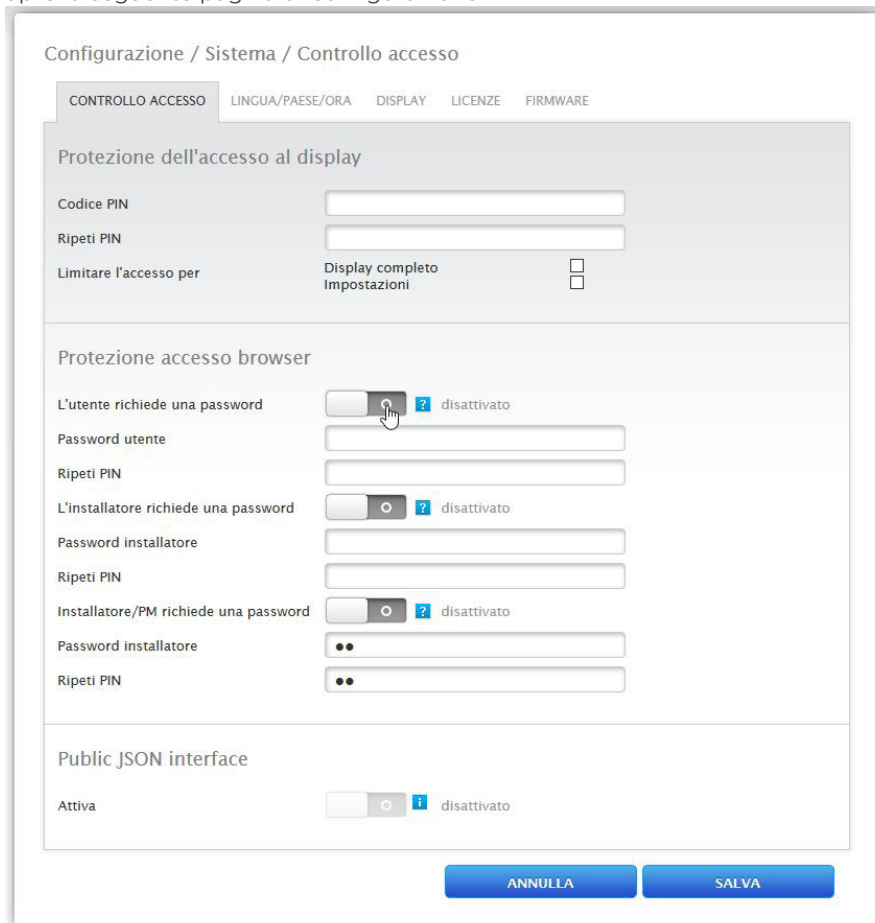 Configurazione / Sistema / Controllo accesso
CONTROLLO ACCESSO LINGUA/PAESE/ORA DISPLAY LICENZE FIRMWARE
Protezione dell'accesso al display
Codice PIN
Ripeti PIN
Limitare l'accesso per Display completo
Impostazioni
Protezione accesso browser
L'utente richiede una password ? disattivato
Password utente
Ripeti PIN
L'installatore richiede una password ? disattivato
Password installatore
Ripeti PIN
Installatore/PM richiede una password ? disattivato
Password installatore ●●
Ripeti PIN ●●
Public JSON interface
Attiva i disattivato
ANNULLA SALVA